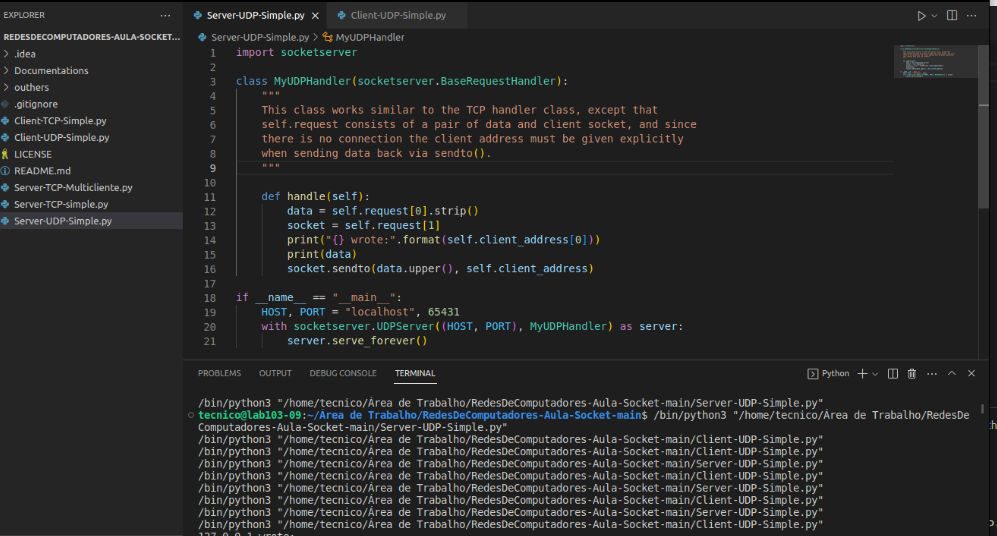 EXPLORER
REDESDECOMPUTADORES-AULA-SOCKET...
.idea
Documentations
outhers
.gitignore
Client-TCP-Simple.py
Client-UDP-Simple.py
LICENSE
README.md
Server-TCP-Multicliente.py
Server-TCP-simple.py
Server-UDP-Simple.py
Server-UDP-Simple.py
Client-UDP-Simple.py
Server-UDP-Simple.py > MyUDPHandler
1 import socketserver
2
3 class MyUDPHandler(socketserver.BaseRequestHandler):
4 """
5 This class works similar to the TCP handler class, except that
6 self.request consists of a pair of data and client socket, and since
7 there is no connection the client address must be given explicitly
8 when sending data back via sendto().
9 """
10
11 def handle(self):
12 data = self.request[0].strip()
13 socket = self.request[1]
14 print("{} wrote:".format(self.client_address[0]))
15 print(data)
16 socket.sendto(data.upper(), self.client_address)
17
18 if __name__ == "__main__":
19 HOST, PORT = "localhost", 65431
20 with socketserver.UDPServer((HOST, PORT), MyUDPHandler) as server:
21 server.serve_forever()
PROBLEMS OUTPUT DEBUG CONSOLE TERMINAL Python
/bin/python3 "/home/tecnico/Área de Trabalho/RedesDeComputadores-Aula-Socket-main/Server-UDP-Simple.py"
tecnico@lab103-09:~/Área de Trabalho/RedesDeComputadores-Aula-Socket-main$ /bin/python3 "/home/tecnico/Área de Trabalho/RedesDe
Computadores-Aula-Socket-main/Server-UDP-Simple.py"
/bin/python3 "/home/tecnico/Área de Trabalho/RedesDeComputadores-Aula-Socket-main/Client-UDP-Simple.py"
/bin/python3 "/home/tecnico/Área de Trabalho/RedesDeComputadores-Aula-Socket-main/Client-UDP-Simple.py"
/bin/python3 "/home/tecnico/Área de Trabalho/RedesDeComputadores-Aula-Socket-main/Server-UDP-Simple.py"
/bin/python3 "/home/tecnico/Área de Trabalho/RedesDeComputadores-Aula-Socket-main/Client-UDP-Simple.py"
/bin/python3 "/home/tecnico/Área de Trabalho/RedesDeComputadores-Aula-Socket-main/Server-UDP-Simple.py"
/bin/python3 "/home/tecnico/Área de Trabalho/RedesDeComputadores-Aula-Socket-main/Client-UDP-Simple.py"
/bin/python3 "/home/tecnico/Área de Trabalho/RedesDeComputadores-Aula-Socket-main/Server-UDP-Simple.py"
/bin/python3 "/home/tecnico/Área de Trabalho/RedesDeComputadores-Aula-Socket-main/Client-UDP-Simple.py"
127.0.0.1 wrote: